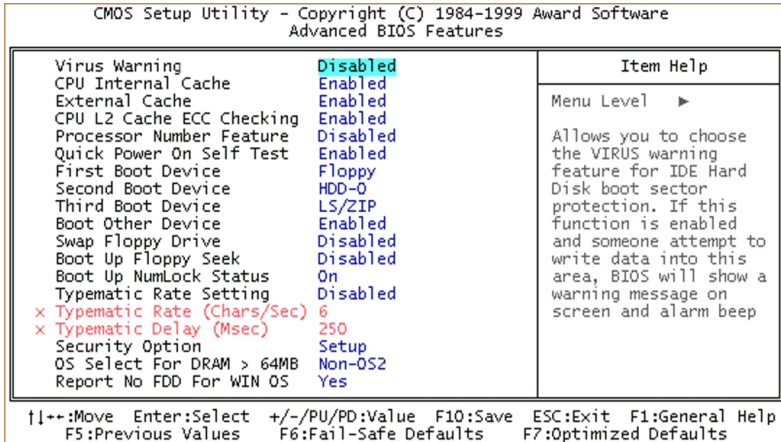 CMOS Setup Utility - Copyright (C) 1984-1999 Award Software
Advanced BIOS Features
Virus Warning Disabled
CPU Internal Cache Enabled
External Cache Enabled
CPU L2 Cache ECC Checking Enabled
Processor Number Feature Disabled
Quick Power On Self Test Enabled
First Boot Device Floppy
Second Boot Device HDD-0
Third Boot Device LS/ZIP
Boot Other Device Enabled
Swap Floppy Drive Disabled
Boot Up Floppy Seek Disabled
Boot Up NumLock Status On
Typematic Rate Setting Disabled
× Typematic Rate (Chars/Sec) 6
× Typematic Delay (Msec) 250
Security Option Setup
OS Select For DRAM > 64MB Non-OS2
Report No FDD For WIN OS Yes
Item Help
Menu Level ►
Allows you to choose
the VIRUS warning
feature for IDE Hard
Disk boot sector
protection. If this
function is enabled
and someone attempt to
write data into this
area, BIOS will show a
warning message on
screen and alarm beep
↑↓←→:Move Enter:Select +/-/PU/PD:Value F10:Save ESC:Exit F1:General Help
F5:Previous Values F6:Fail-Safe Defaults F7:Optimized Defaults